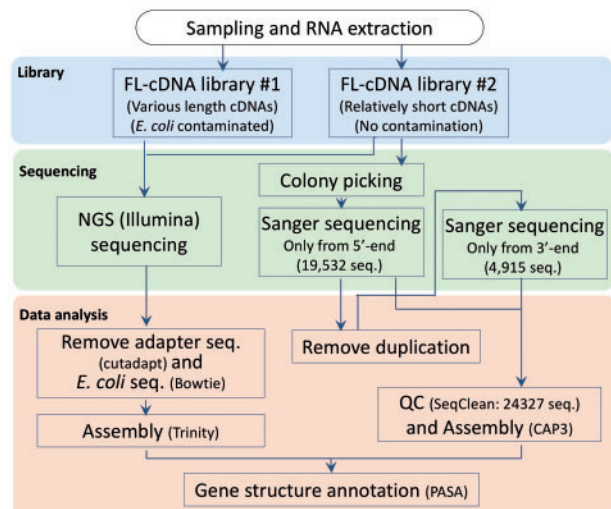 Sampling and RNA extraction
Library
FL-cDNA library #1
(Various length cDNAs)
(E. coli contaminated)
FL-cDNA library #2
(Relatively short cDNAs)
(No contamination)
Sequencing
Colony picking
NGS (Illumina)
sequencing
Sanger sequencing
Only from 5’-end
(19,532 seq.)
Sanger sequencing
Only from 3’-end
(4,915 seq.)
Data analysis
Remove adapter seq.
(cutadapt) and
E. coli seq. (Bowtie)
Remove duplication
Assembly (Trinity)
QC (SeqClean: 24327 seq.)
and Assembly (CAP3)
Gene structure annotation (PASA)